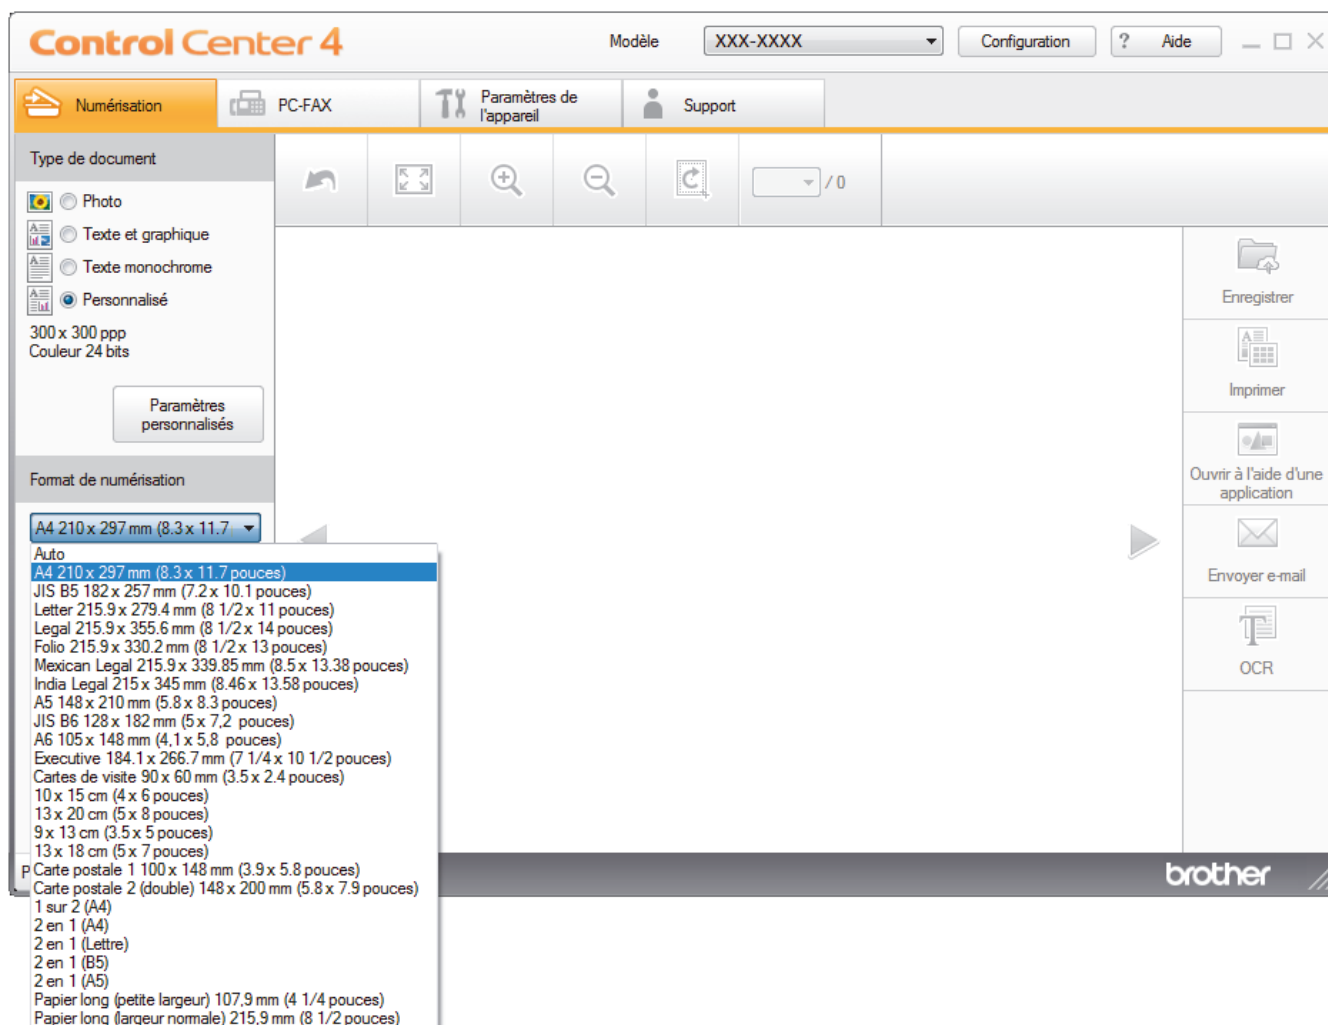 Control Center 4
Modèle
XXX-XXXX
Configuration
? Aide
Numérisation
PC-FAX
Paramètres de
l'appareil
Support
Type de document
/ 0
Photo
Texte et graphique
Texte monochrome
Personnalisé
300 x 300 ppp
Couleur 24 bits
Paramètres
personnalisés
Format de numérisation
A4 210 x 297 mm (8.3 x 11.7
Auto
A4 210 x 297 mm (8.3 x 11.7 pouces)
JIS B5 182 x 257 mm (7.2 x 10.1 pouces)
Letter 215.9 x 279.4 mm (8 1/2 x 11 pouces)
Legal 215.9 x 355.6 mm (8 1/2 x 14 pouces)
Folio 215.9 x 330.2 mm (8 1/2 x 13 pouces)
Mexican Legal 215.9 x 339.85 mm (8.5 x 13.38 pouces)
India Legal 215 x 345 mm (8.46 x 13.58 pouces)
A5 148 x 210 mm (5.8 x 8.3 pouces)
JIS B6 128 x 182 mm (5 x 7,2 pouces)
A6 105 x 148 mm (4,1 x 5,8 pouces)
Executive 184.1 x 266.7 mm (7 1/4 x 10 1/2 pouces)
Cartes de visite 90 x 60 mm (3.5 x 2.4 pouces)
10 x 15 cm (4 x 6 pouces)
13 x 20 cm (5 x 8 pouces)
9 x 13 cm (3.5 x 5 pouces)
13 x 18 cm (5 x 7 pouces)
P
Carte postale 1 100 x 148 mm (3.9 x 5.8 pouces)
Carte postale 2 (double) 148 x 200 mm (5.8 x 7.9 pouces)
1 sur 2 (A4)
2 en 1 (A4)
2 en 1 (Lettre)
2 en 1 (B5)
2 en 1 (A5)
Papier long (petite largeur) 107,9 mm (4 1/4 pouces)
Papier long (largeur normale) 215,9 mm (8 1/2 pouces)
Enregistrer
Imprimer
Ouvrir à l'aide d'une
application
Envoyer e-mail
OCR
brother